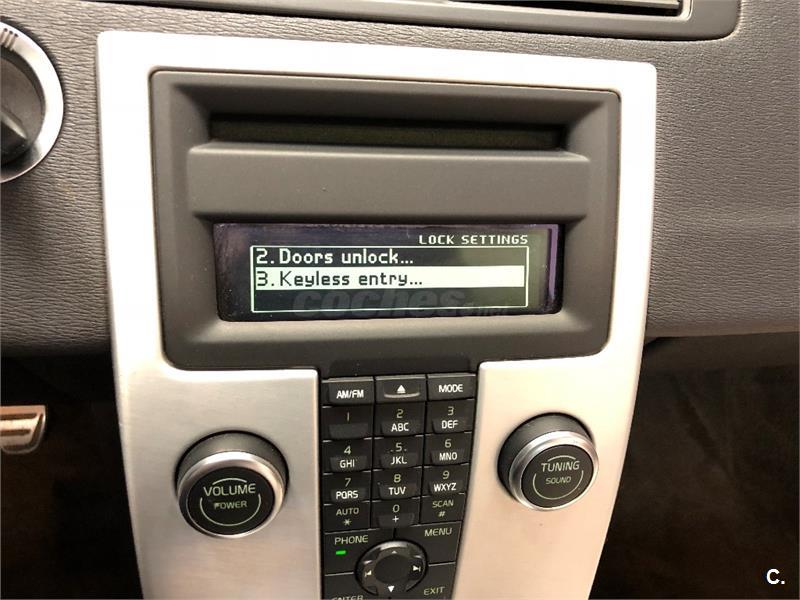 LOCK SETTINGS
2. Doors unlock...
3. Keyless entry...
coches.net
AM/FM
MODE
1
2 ABC
3 DEF
4 GHI
5 JKL
6 MNO
7 PQRS
8 TUV
9 WXYZ
AUTO *
0 +
SCAN #
VOLUME
POWER
TUNING
SOUND
PHONE
MENU
ENTER
EXIT
C.